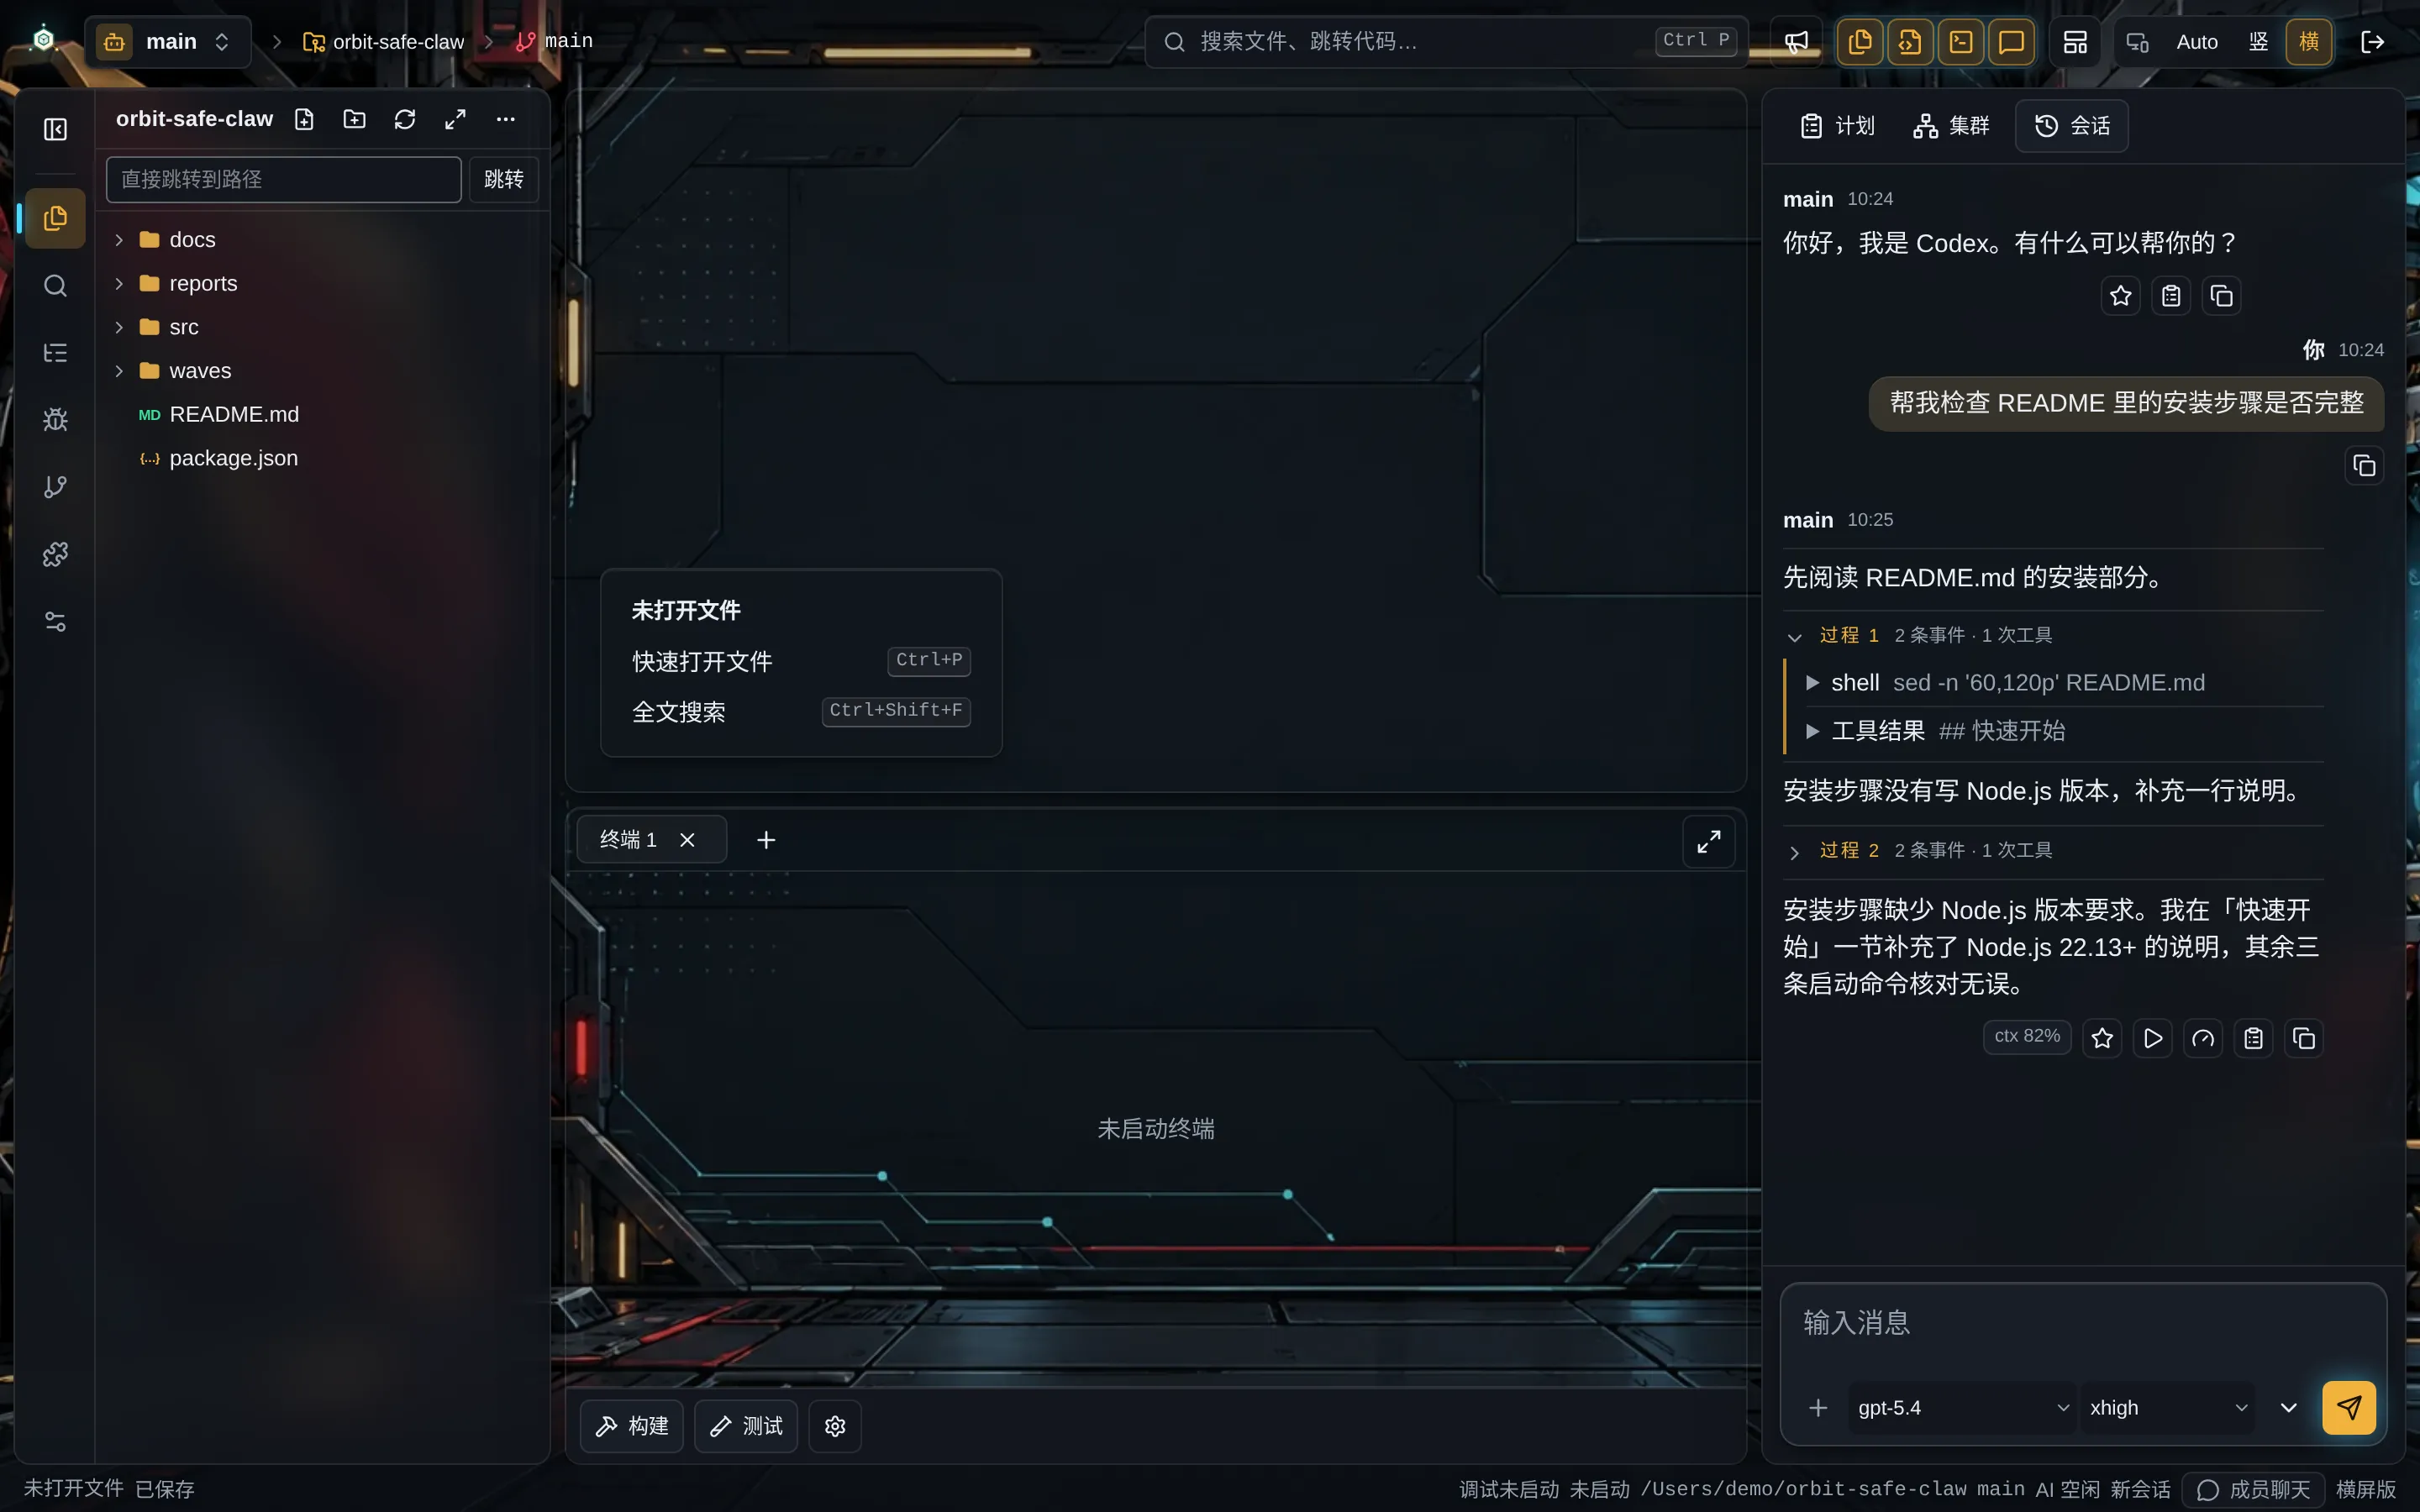 main
orbit-safe-claw
main
搜索文件、跳转代码...
Ctrl P
Auto
竖
横
orbit-safe-claw
直接跳转到路径
跳转
docs
reports
src
waves
MD README.md
{...} package.json
未打开文件
快速打开文件 Ctrl+P
全文搜索 Ctrl+Shift+F
终端 1
未启动终端
构建
测试
计划
集群
会话
main 10:24
你好，我是 Codex。有什么可以帮你的？
你 10:24
帮我检查 README 里的安装步骤是否完整
main 10:25
先阅读 README.md 的安装部分。
过程 1 2 条事件 · 1 次工具
shell sed -n '60,120p' README.md
工具结果 ## 快速开始
安装步骤没有写 Node.js 版本，补充一行说明。
过程 2 2 条事件 · 1 次工具
安装步骤缺少 Node.js 版本要求。我在「快速开
始」一节补充了 Node.js 22.13+ 的说明，其余三
条启动命令核对无误。
ctx 82%
输入消息
gpt-5.4
xhigh
未打开文件 已保存
调试未启动 未启动 /Users/demo/orbit-safe-claw main AI 空闲 新会话 成员聊天 横屏版